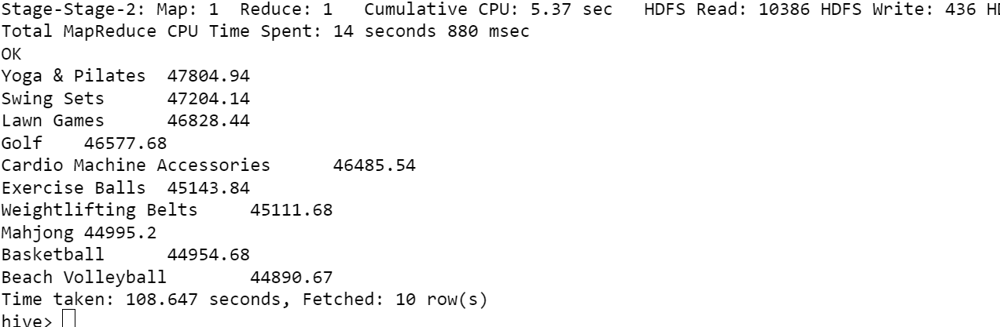 Stage-Stage-2: Map: 1  Reduce: 1   Cumulative CPU: 5.37 sec   HDFS Read: 10386 HDFS Write: 436
Total MapReduce CPU Time Spent: 14 seconds 880 msec
OK
Yoga & Pilates  47804.94
Swing Sets      47204.14
Lawn Games      46828.44
Golf    46577.68
Cardio Machine Accessories      46485.54
Exercise Balls  45143.84
Weightlifting Belts     45111.68
Mahjong 44995.2
Basketball      44954.68
Beach Volleyball        44890.67
Time taken: 108.647 seconds, Fetched: 10 row(s)
hive>